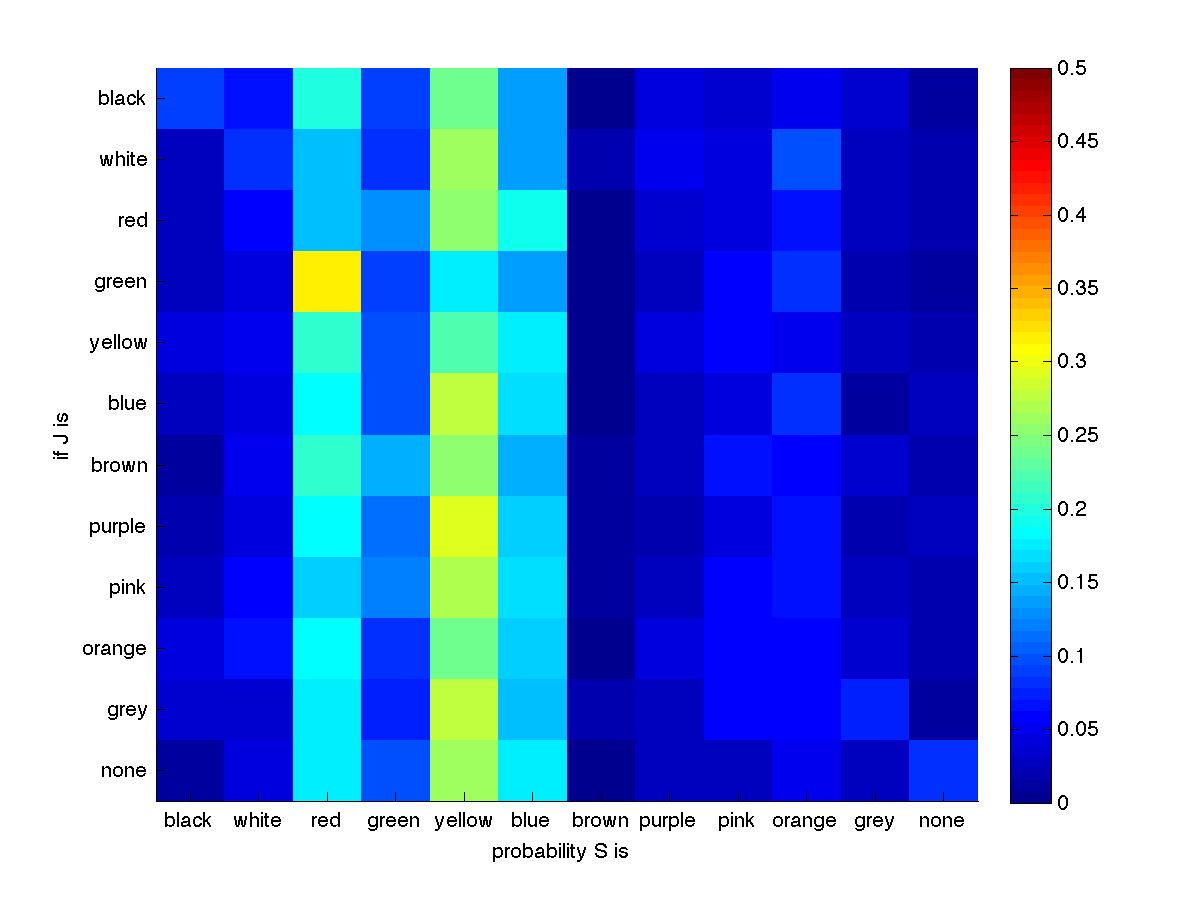 black
white
red
green
yellow
blue
brown
purple
pink
orange
grey
none
if J is
black white red green yellow blue brown purple pink orange grey none
probability S is
0.5
0.45
0.4
0.35
0.3
0.25
0.2
0.15
0.1
0.05
0